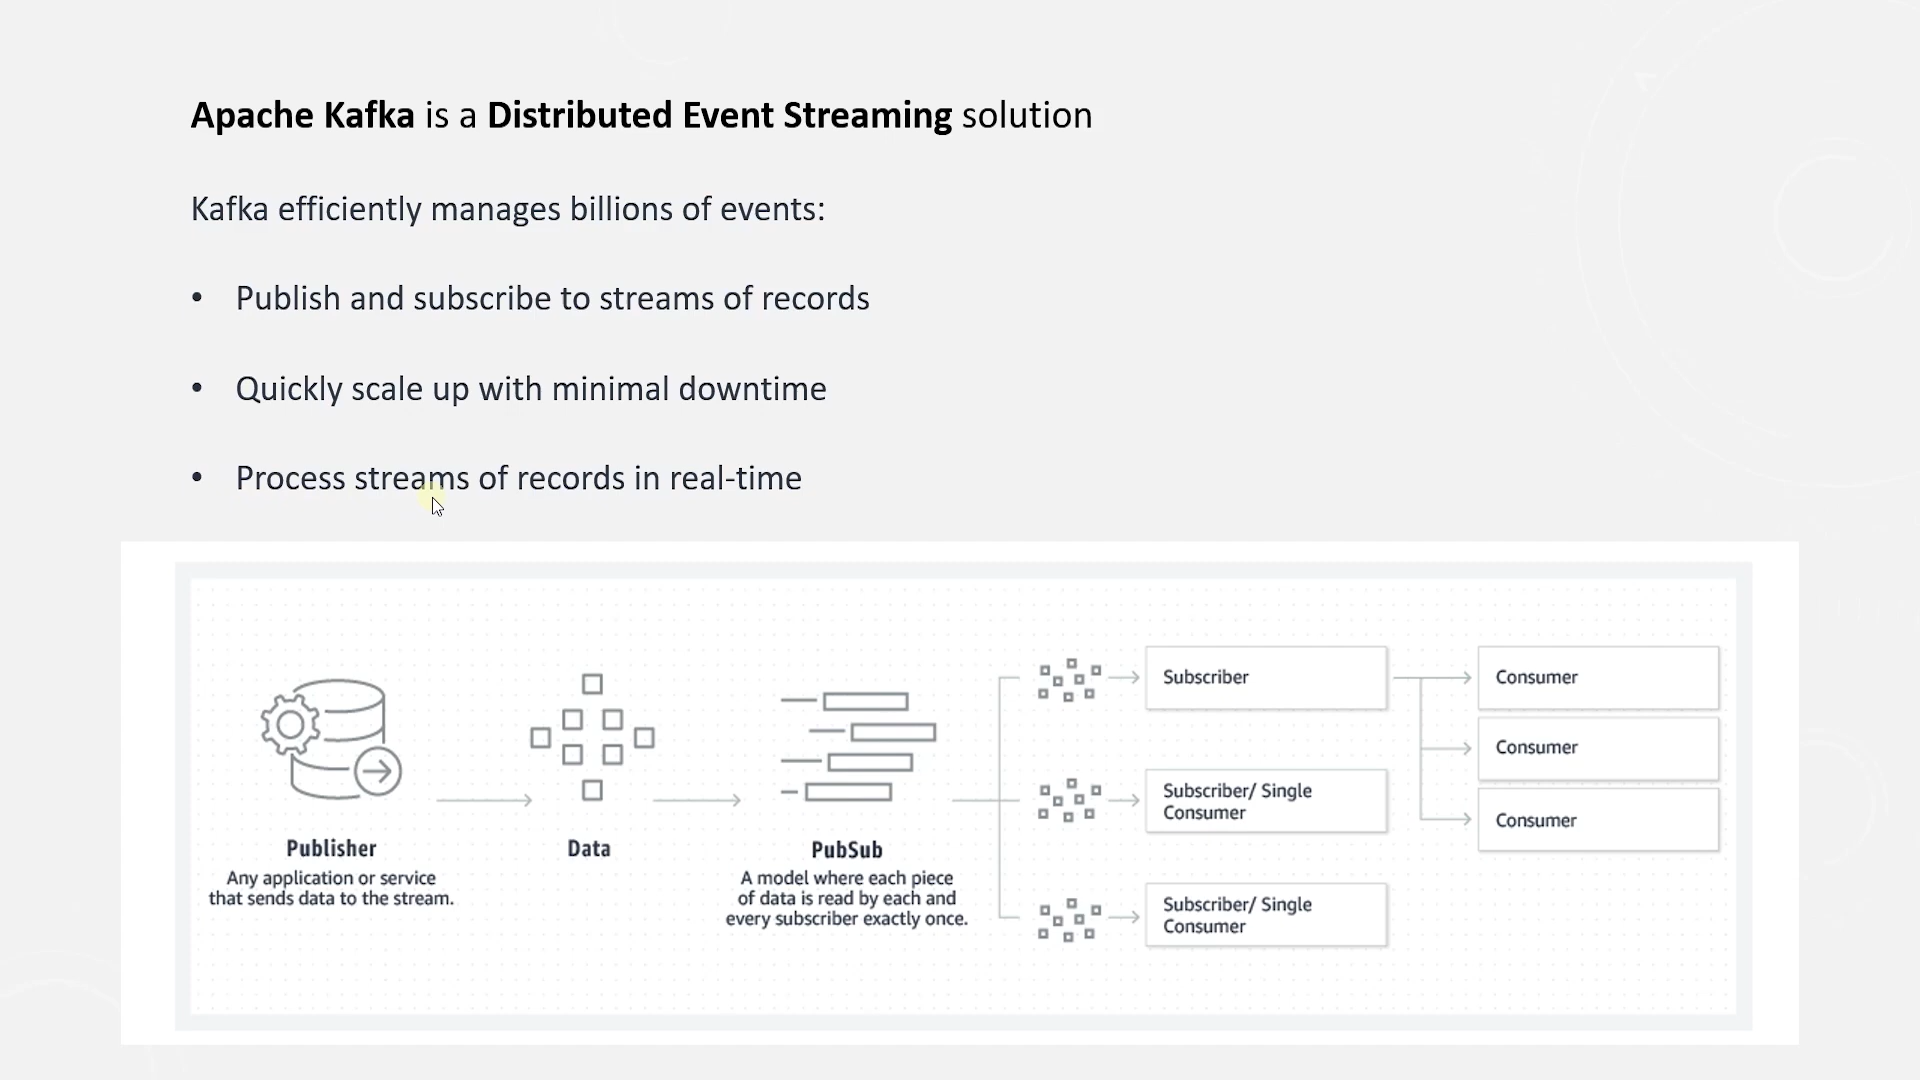 Apache Kafka is a Distributed Event Streaming solution
Kafka efficiently manages billions of events:
• Publish and subscribe to streams of records
• Quickly scale up with minimal downtime
• Process streams of records in real-time
Publisher
Any application or service
that sends data to the stream.
Data
PubSub
A model where each piece
of data is read by each and
every subscriber exactly once.
Subscriber
Subscriber/ Single
Consumer
Subscriber/ Single
Consumer
Consumer
Consumer
Consumer